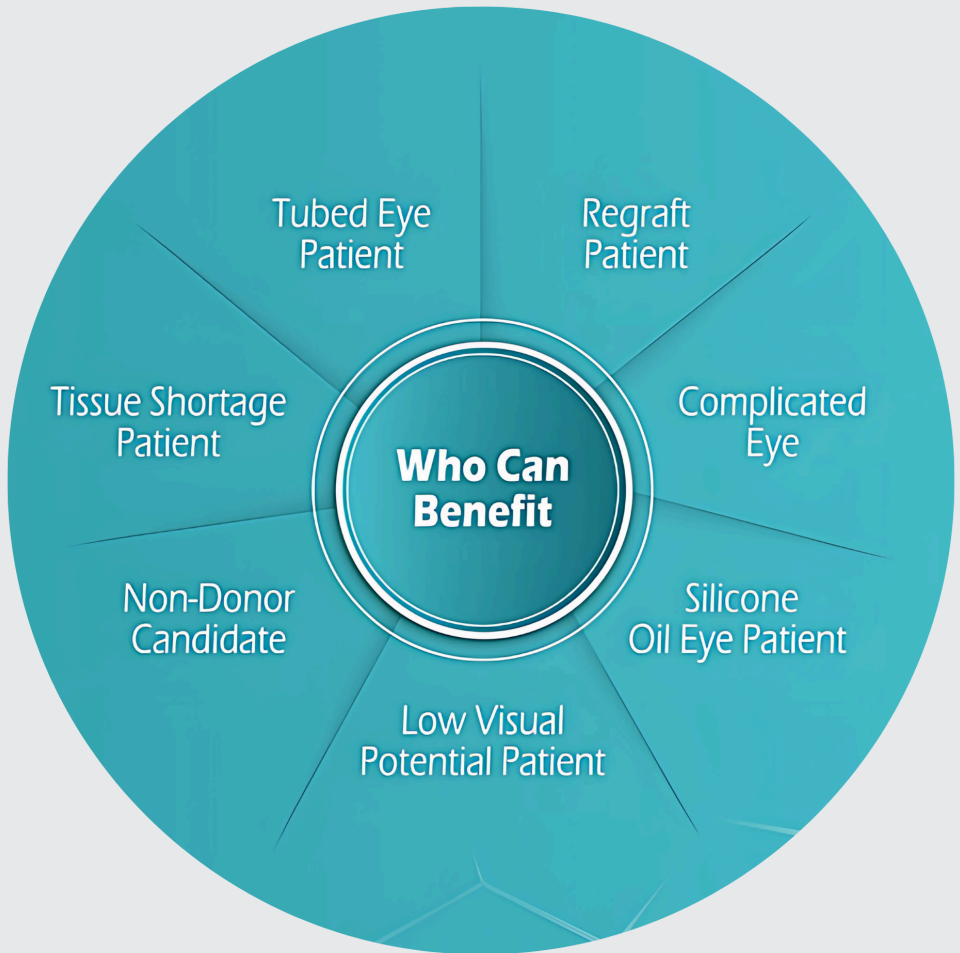 Who Can
Benefit
Regraft
Patient
Complicated
Eye
Silicone
Oil Eye Patient
Low Visual
Potential Patient
Non-Donor
Candidate
Tissue Shortage
Patient
Tubed Eye
Patient